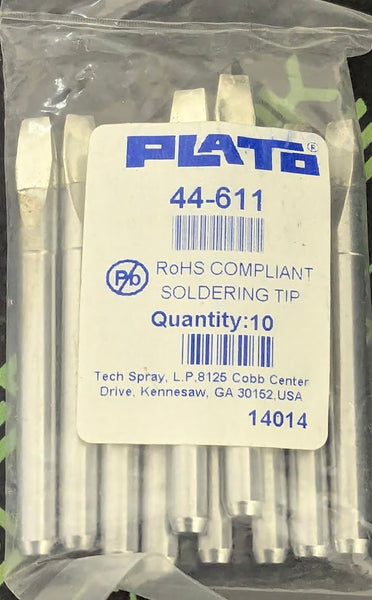 PLATO®
44-611
Pb
RoHS COMPLIANT
SOLDERING TIP
Quantity:10
Tech Spray, L.P,8125 Cobb Center
Drive, Kennesaw, GA 30152,USA
14014